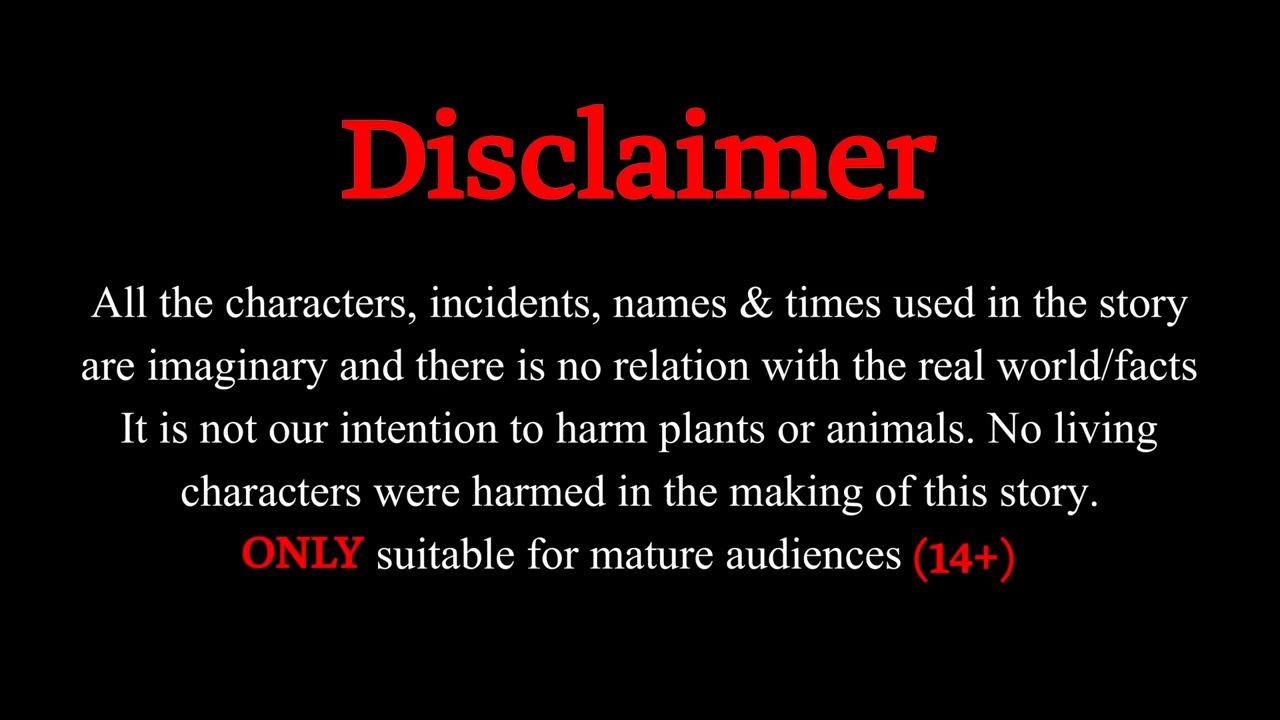 Disclaimer
All the characters, incidents, names & times used in the story
are imaginary and there is no relation with the real world/facts
It is not our intention to harm plants or animals. No living
characters were harmed in the making of this story.
ONLY suitable for mature audiences (14+)